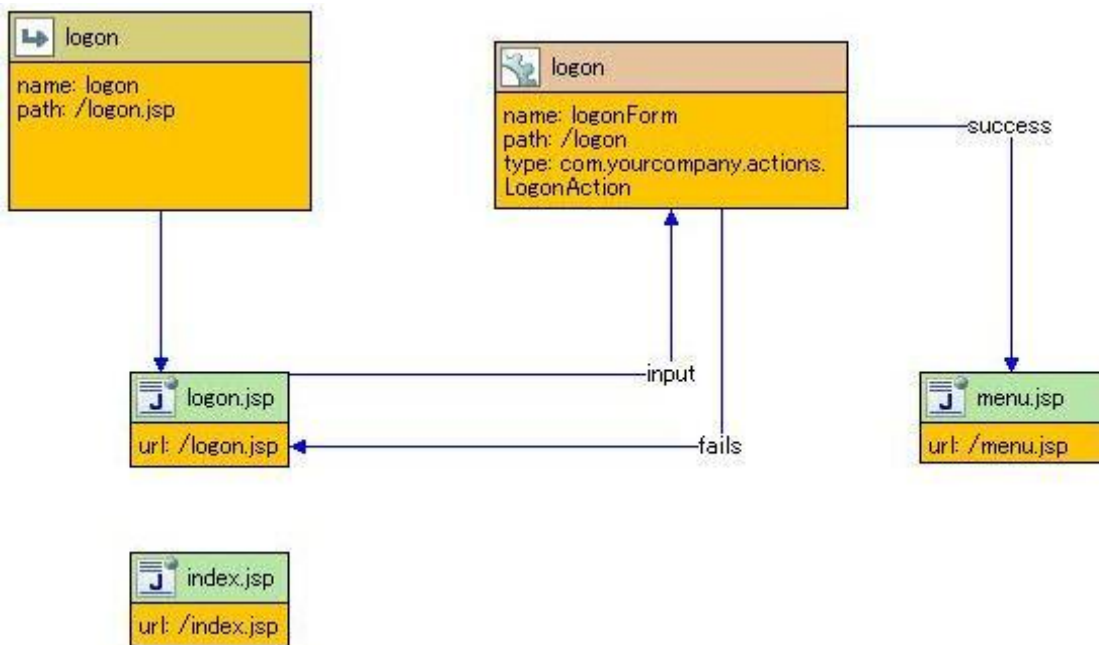 logon
name: logon
path: /logon.jsp
logon
name: logonForm
path: /logon
type: com.yourcompany.actions.
LogonAction
success
input
fails
logon.jsp
url: /logon.jsp
menu.jsp
url: /menu.jsp
index.jsp
url: /index.jsp